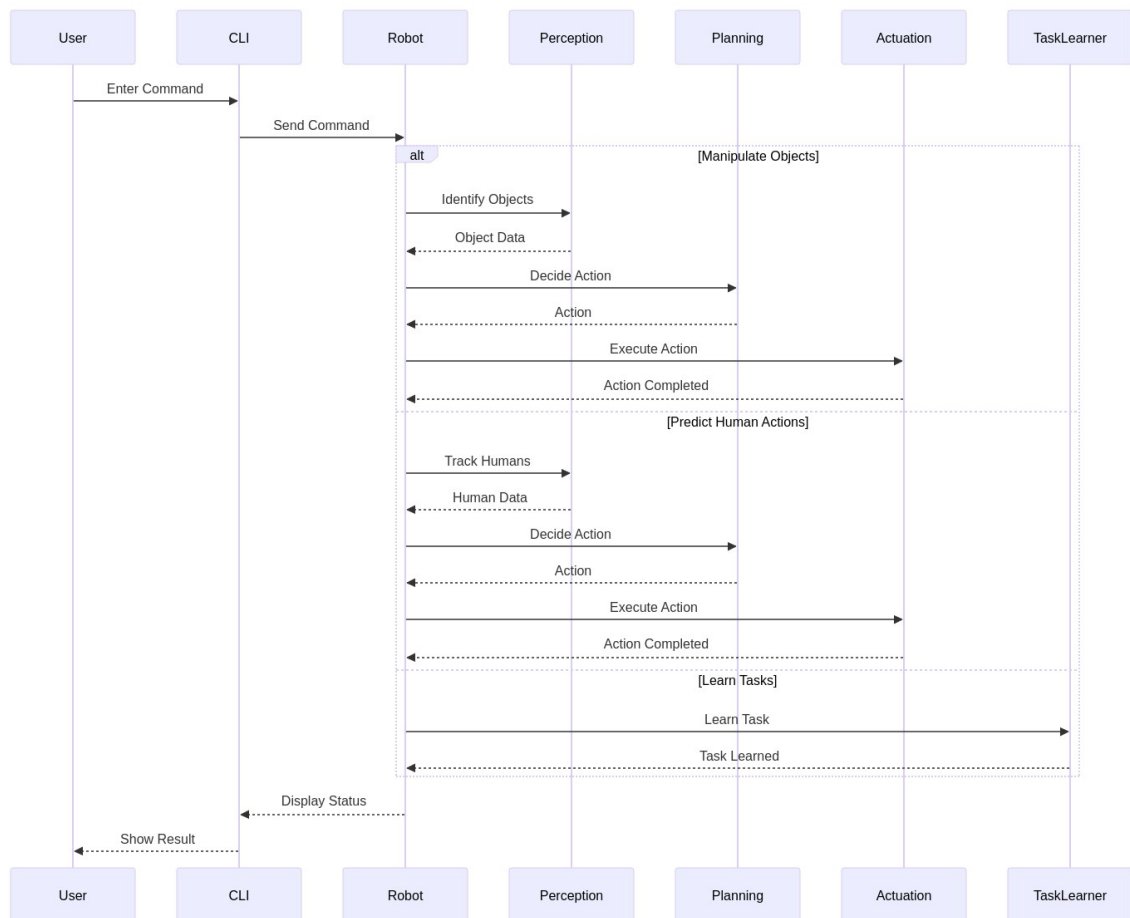 User CLI Robot Perception Planning Actuation TaskLearner
Enter Command
Send Command
alt [Manipulate Objects]
Identify Objects
Object Data
Decide Action
Action
Execute Action
Action Completed
[Predict Human Actions]
Track Humans
Human Data
Decide Action
Action
Execute Action
Action Completed
[Learn Tasks]
Learn Task
Task Learned
Display Status
Show Result
User CLI Robot Perception Planning Actuation TaskLearner